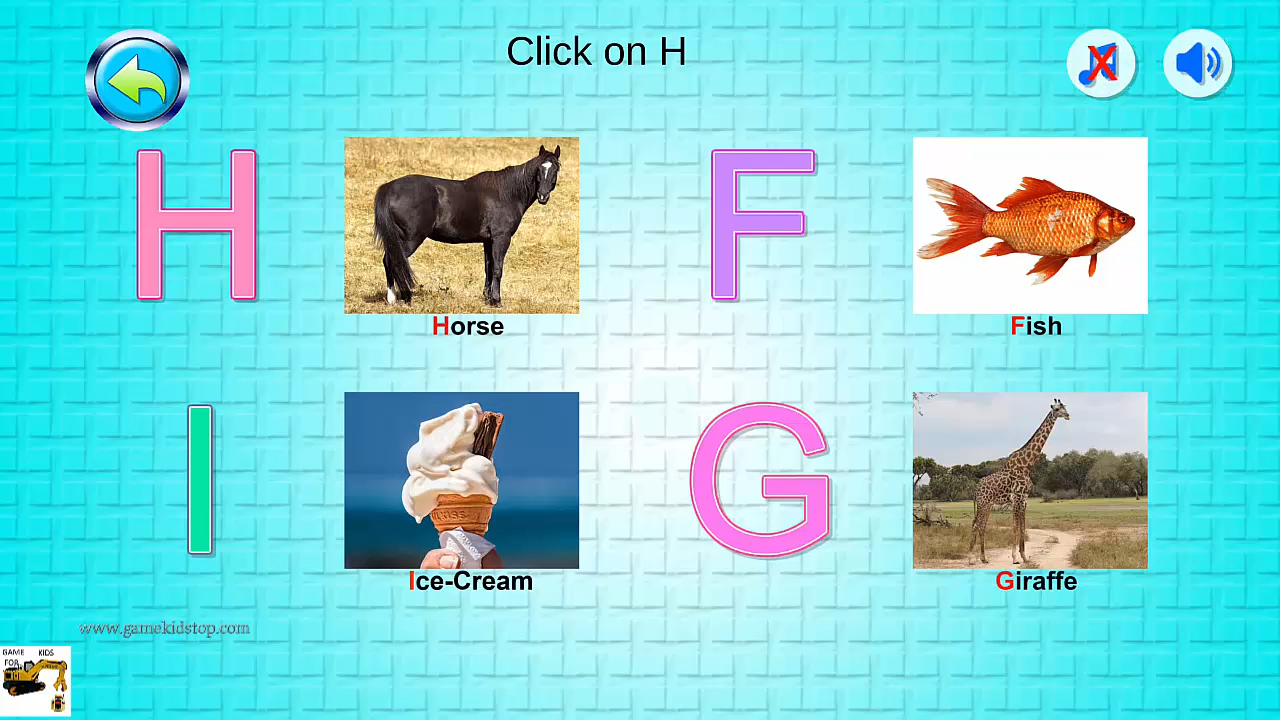 Click on H
H
Horse
F
Fish
I
Ice-Cream
G
Giraffe
www.gamekidstop.com
GAME KIDS
FOR